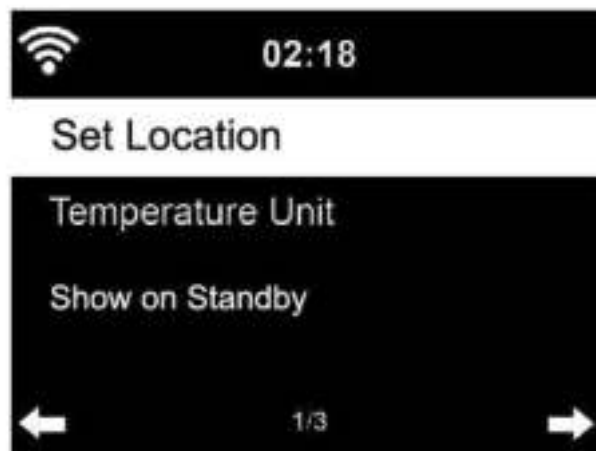 02:18
Set Location
Temperature Unit
Show on Standby
1/3